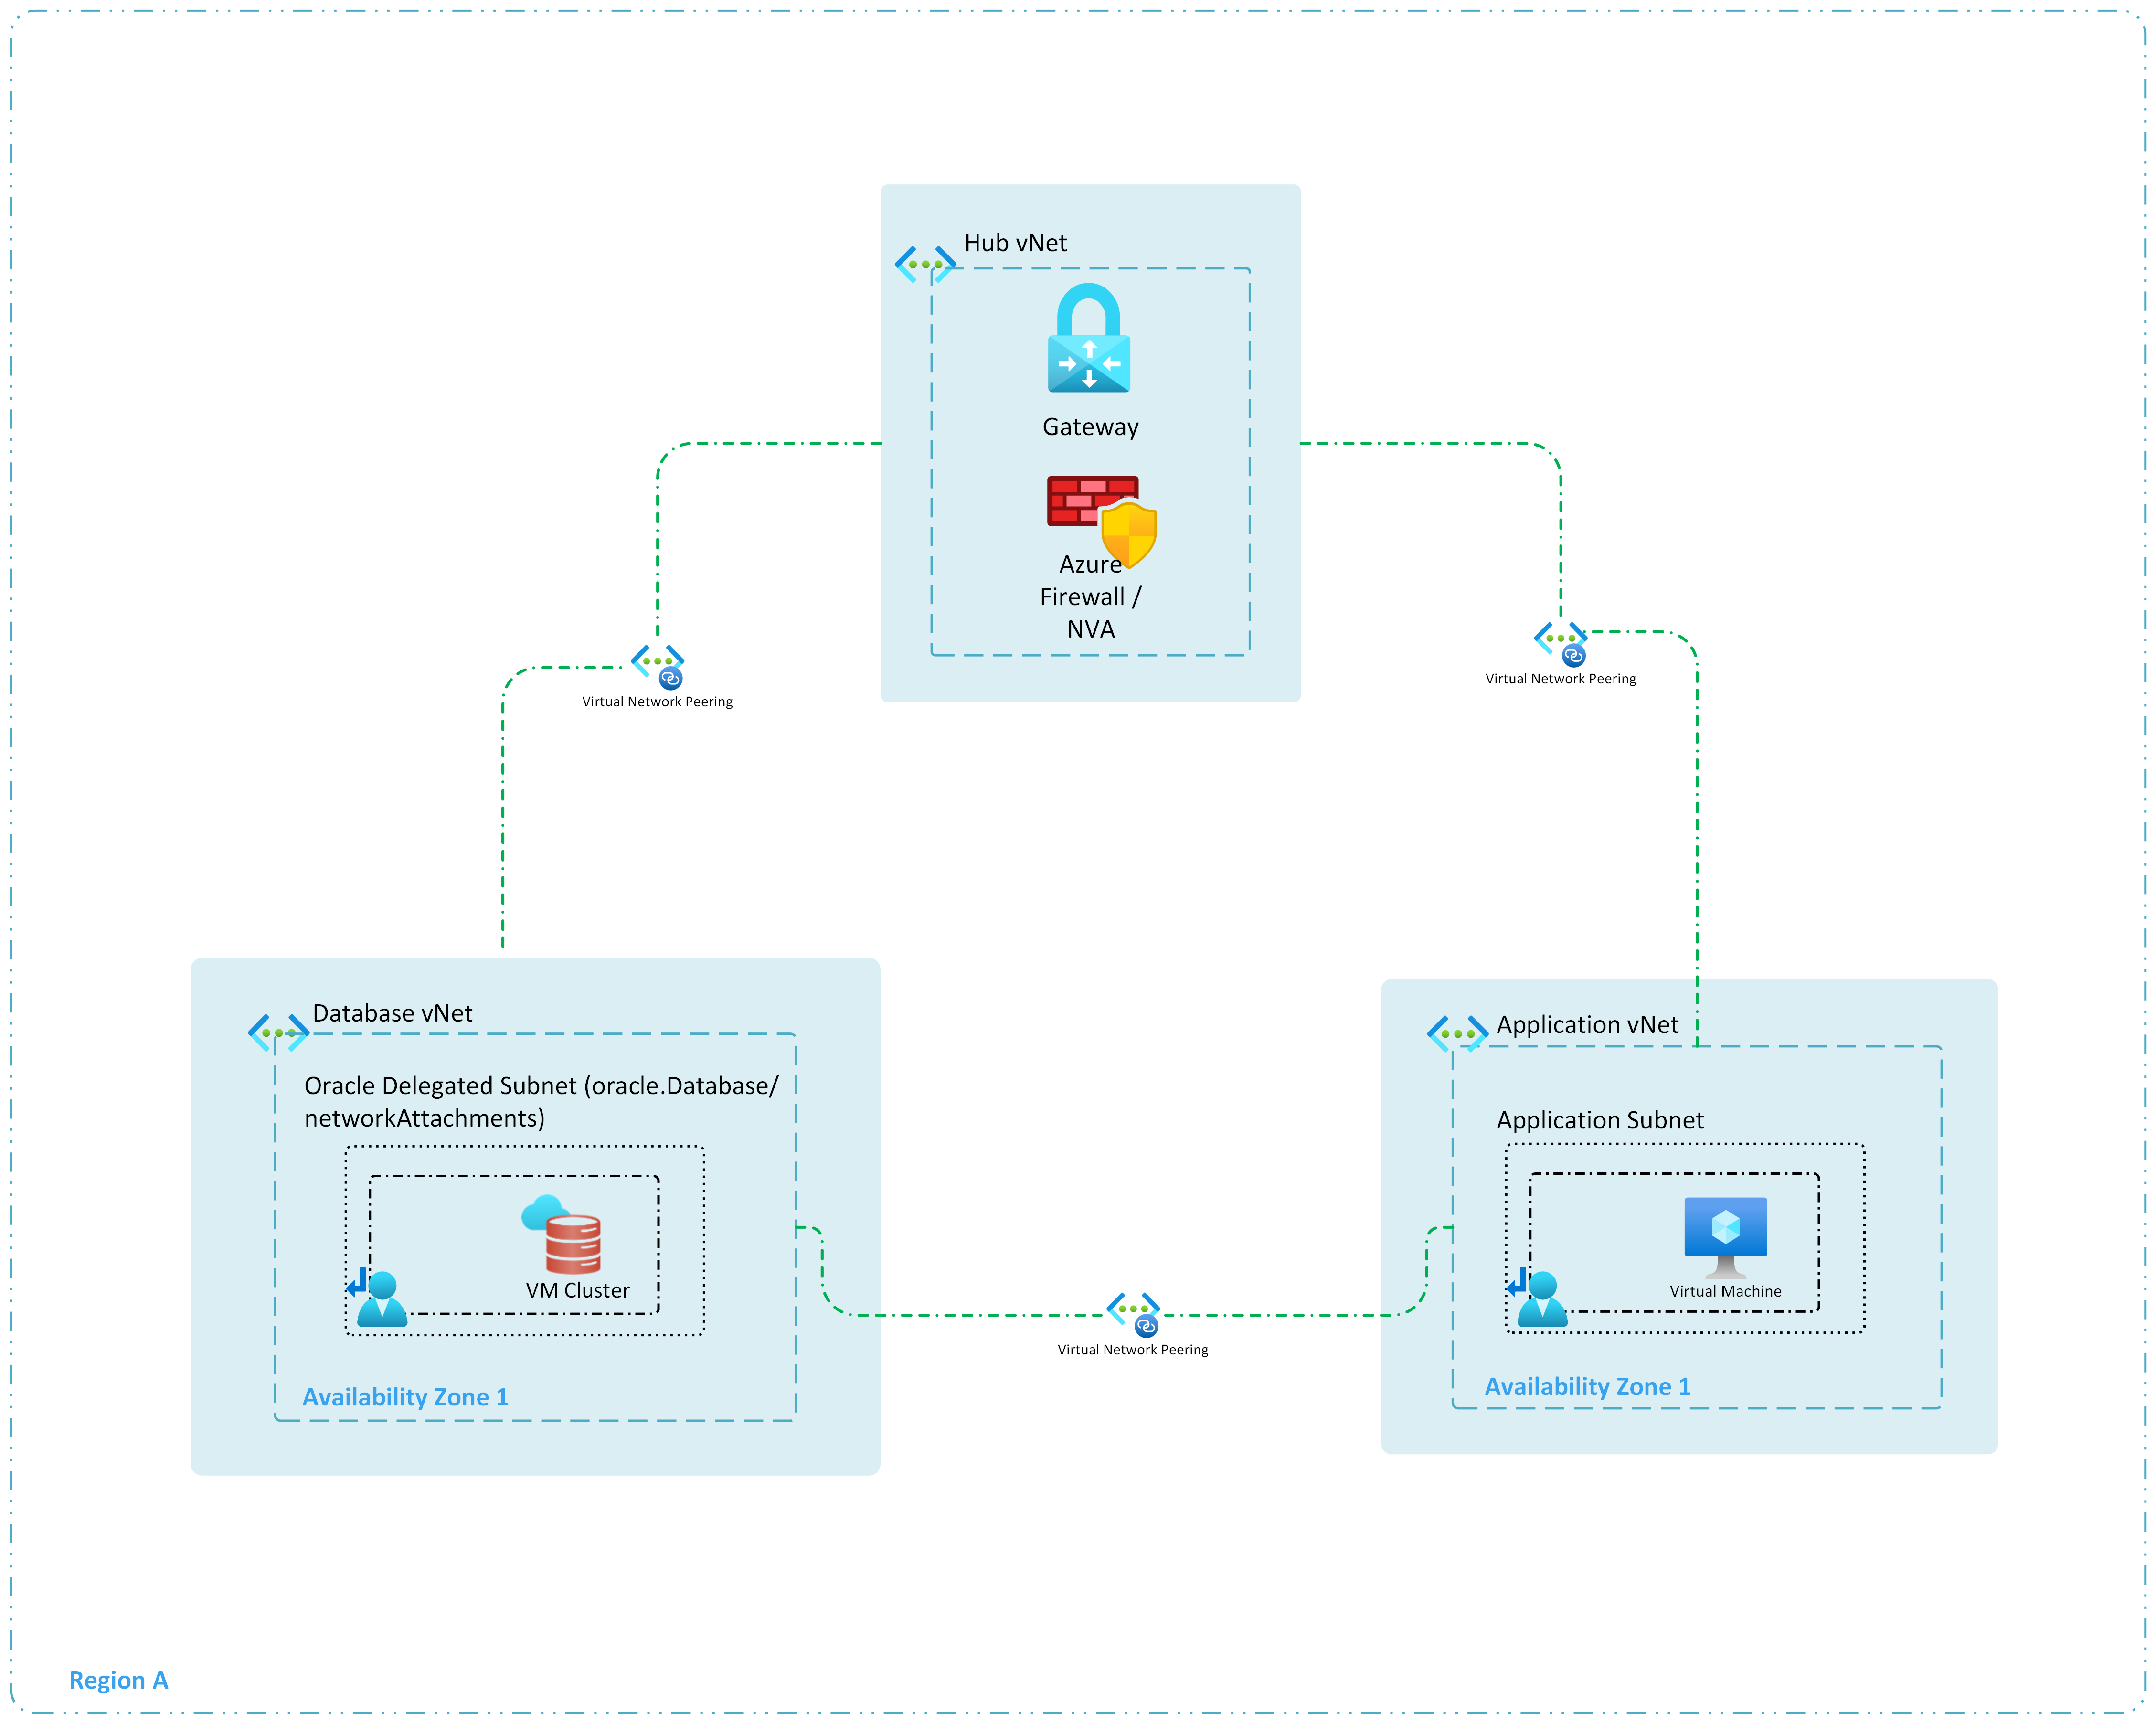 Hub vNet
Gateway
Azure
Firewall /
NVA
Virtual Network Peering
Virtual Network Peering
Database vNet
Oracle Delegated Subnet (oracle.Database/
networkAttachments)
VM Cluster
Availability Zone 1
Application vNet
Application Subnet
Virtual Machine
Availability Zone 1
Virtual Network Peering
Region A